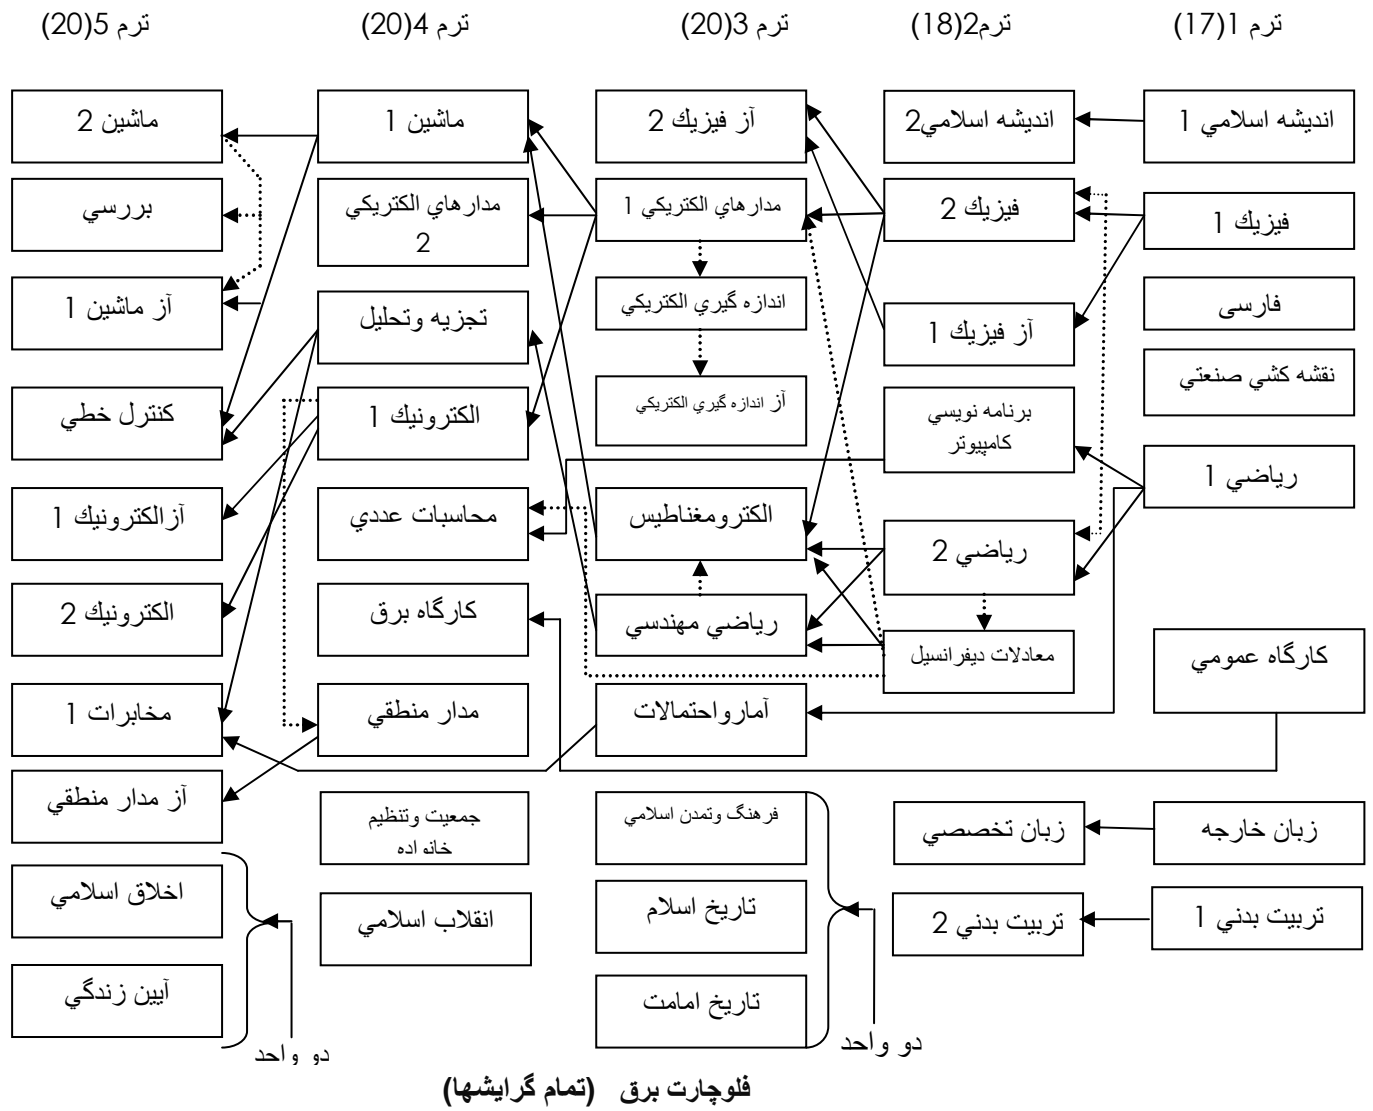 ترم 1(17)
ترم2(18)
ترم 3(20)
ترم 4(20)
ترم 5(20)
انديشه اسلامي 1
انديشه اسلامي2
آز فيزيك 2
ماشين 1
ماشين 2
فيزيك 1
فيزيك 2
مدارهاي الكتريكي 1
مدارهاي الكتريكي
2
بررسي
فارسی
آز فيزيك 1
اندازه گيري الكتريكي
تجزيه وتحليل
آز ماشين 1
نقشه كشي صنعتي
برنامه نويسي
كامپيوتر
آز اندازه گيري الكتريكي
الكترونيك 1
كنترل خطي
رياضي 1
رياضي 2
الكترومغناطيس
محاسبات عددي
آزالكترونيك 1
كارگاه عمومي
معادلات ديفرانسيل
رياضي مهندسي
كارگاه برق
الكترونيك 2
آمارواحتمالات
مدار منطقي
مخابرات 1
زبان خارجه
زبان تخصصي
فرهنگ وتمدن اسلامي
جمعيت وتنظيم
خانواده
آز مدار منطقي
تربيت بدني 1
تربيت بدني 2
تاريخ اسلام
انقلاب اسلامي
اخلاق اسلامي
تاريخ امامت
آيين زندگي
دو واحد
دو واحد
فلوچارت برق (تمام گرايشها)